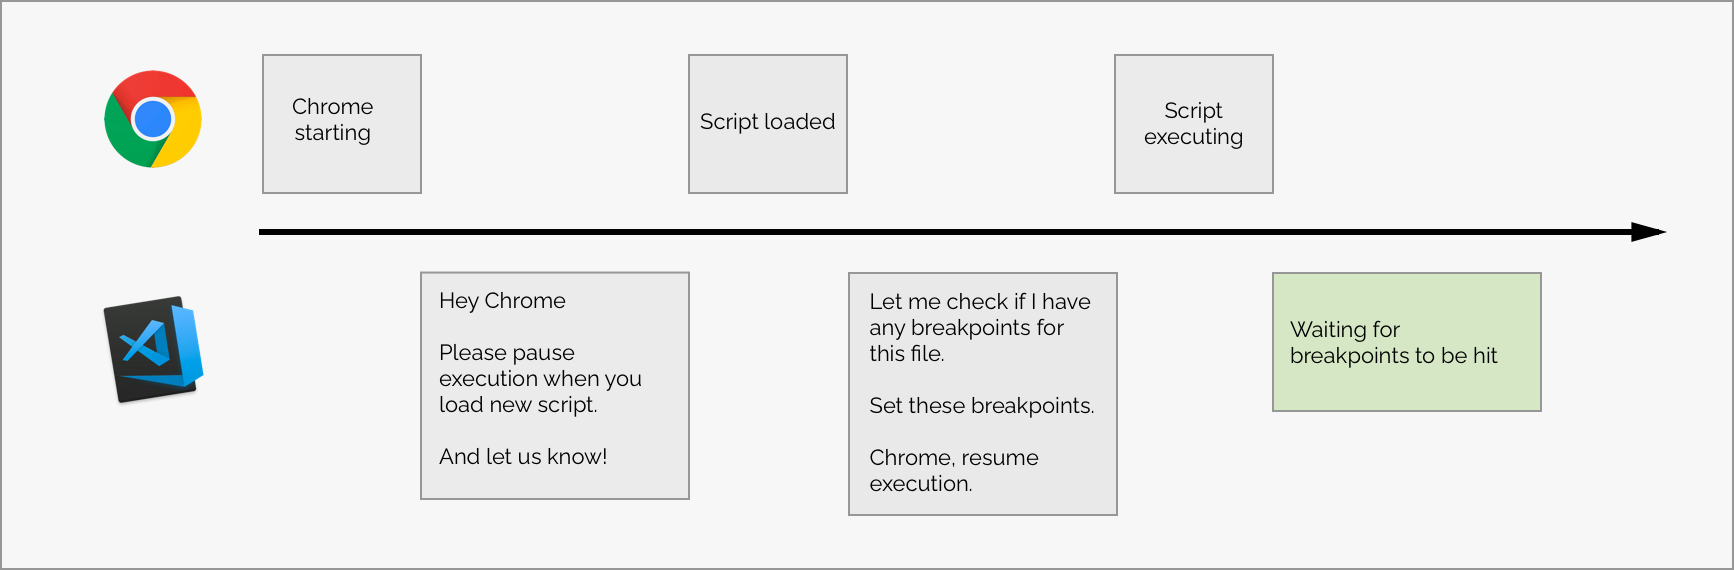 Chrome
starting
Script loaded
Script
executing
Hey Chrome
Please pause
execution when you
load new script.
And let us know!
Let me check if I have
any breakpoints for
this file.
Set these breakpoints.
Chrome, resume
execution.
Waiting for
breakpoints to be hit